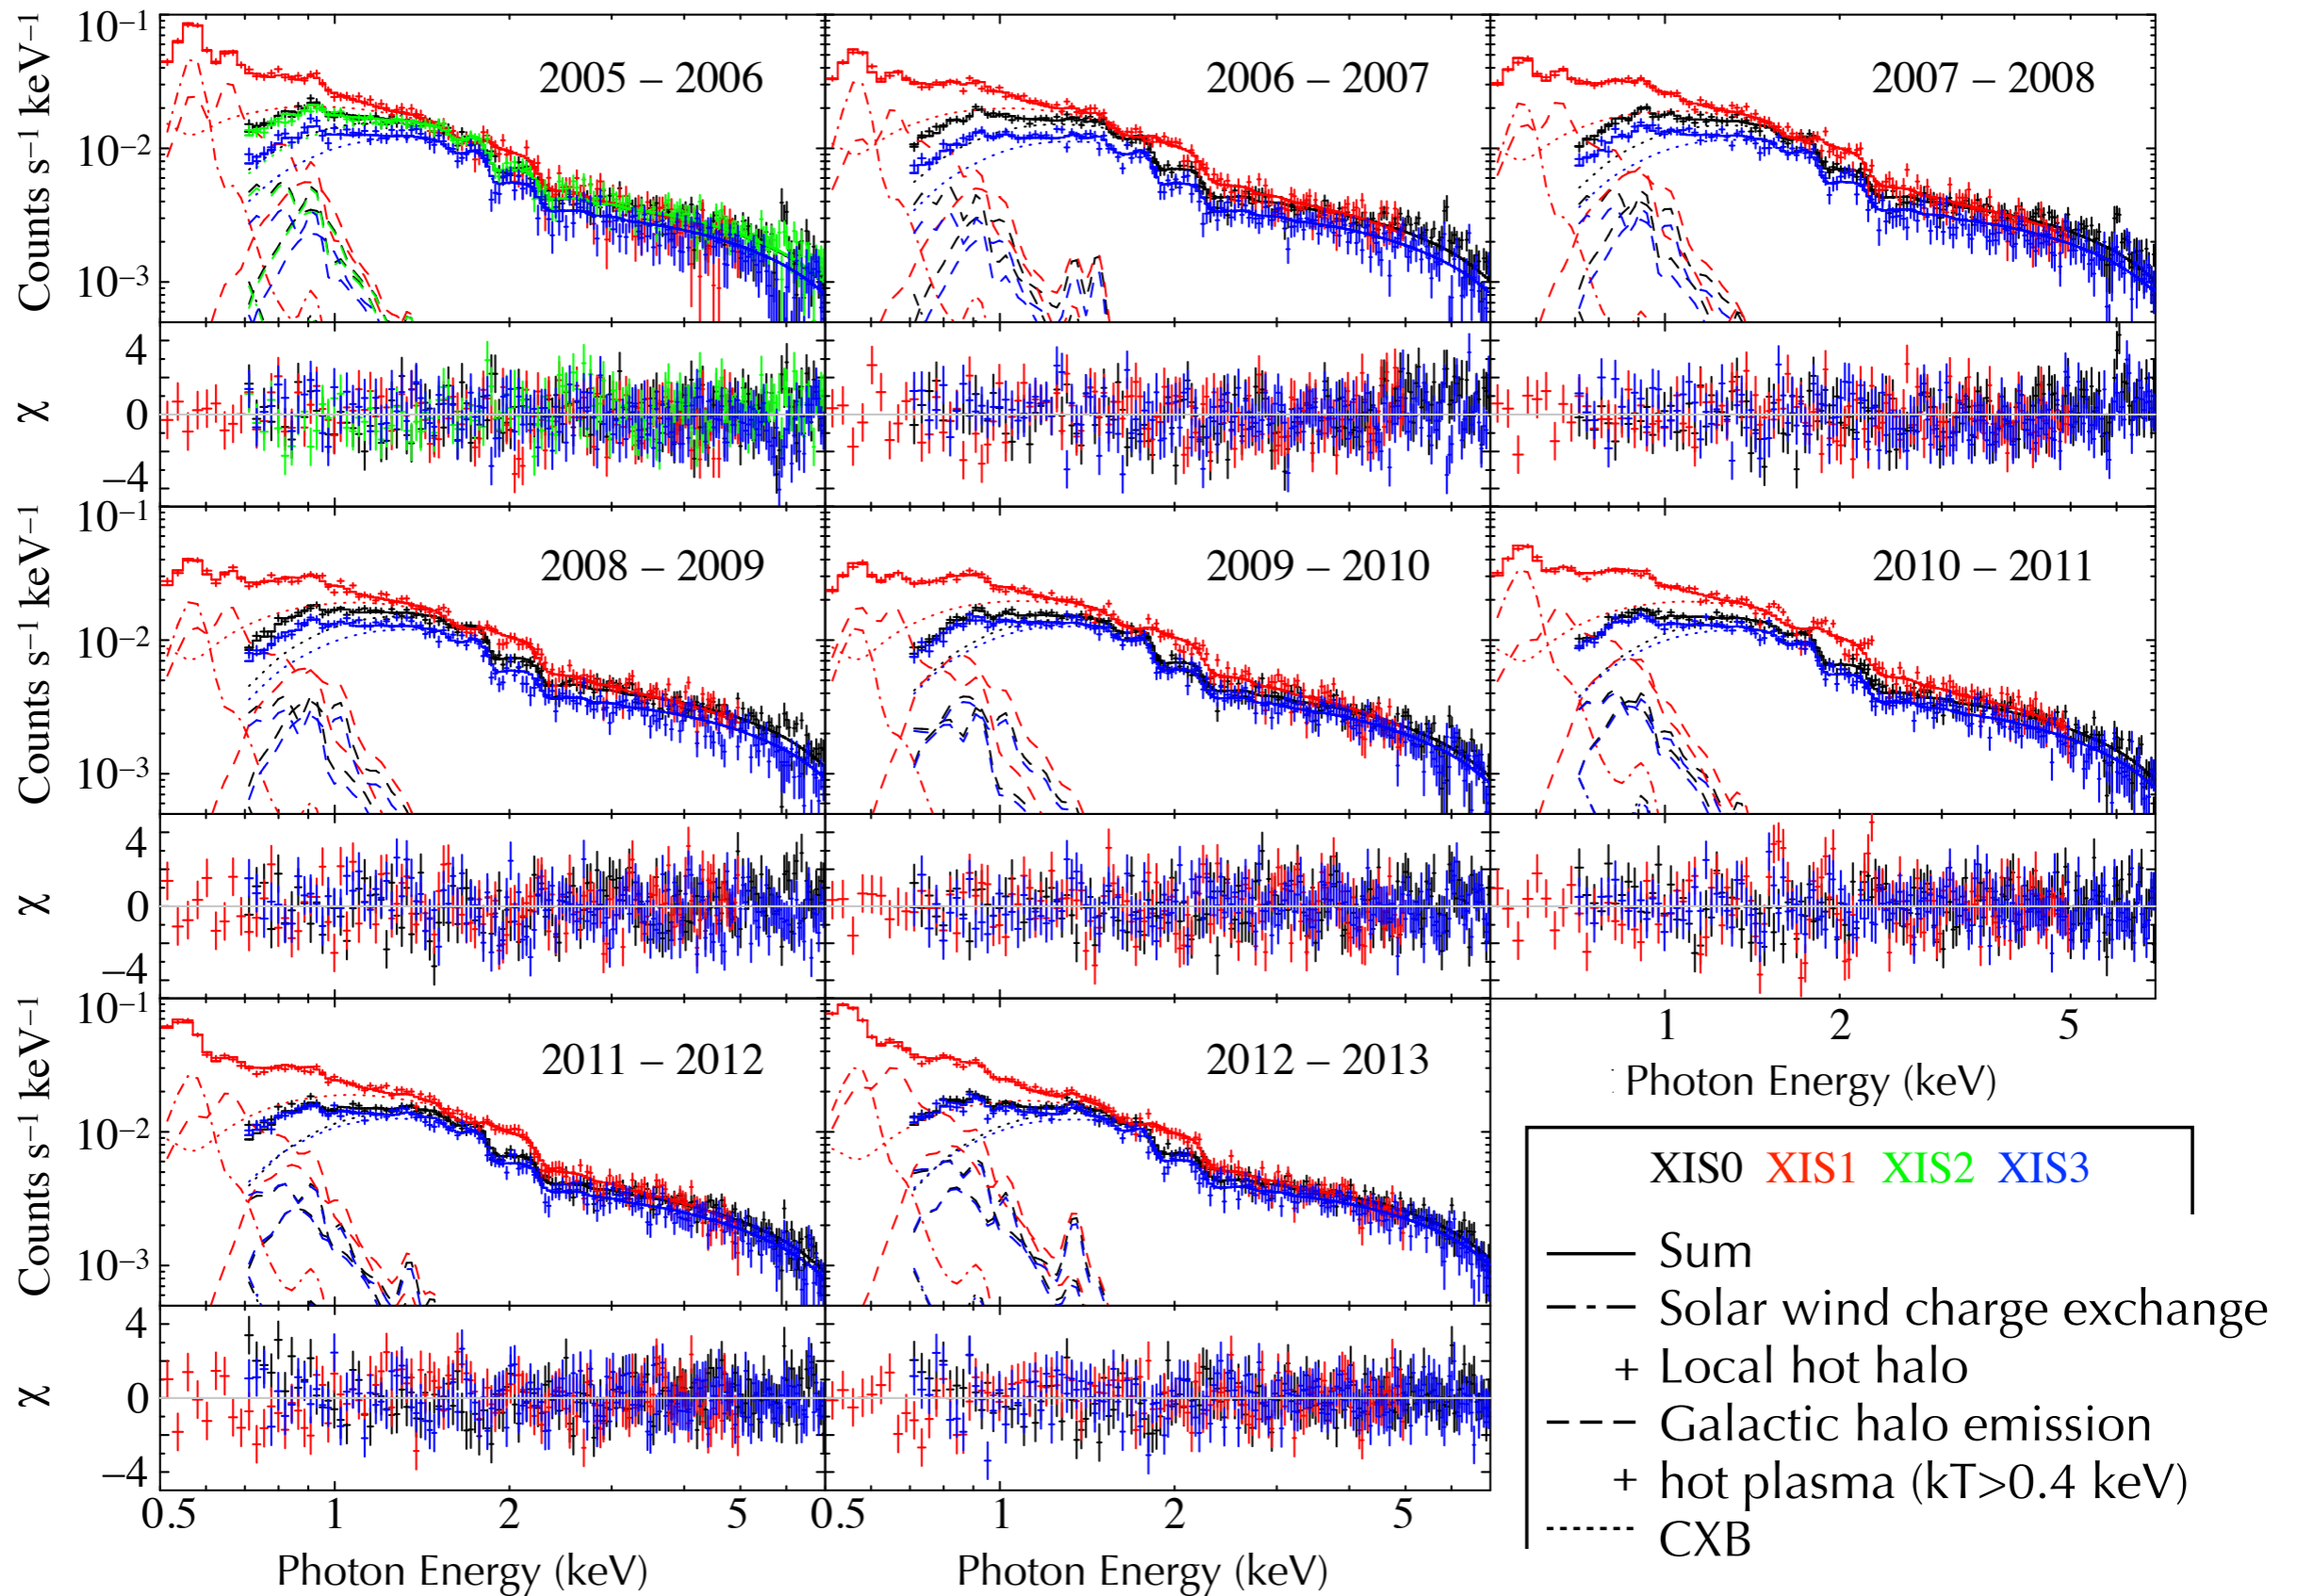 Counts s⁻¹ keV⁻¹
10⁻¹
10⁻²
10⁻³
2005 – 2006
2006 – 2007
2007 – 2008
χ
4
0
−4
Counts s⁻¹ keV⁻¹
10⁻¹
10⁻²
10⁻³
2008 – 2009
2009 – 2010
2010 – 2011
χ
4
0
−4
1 2 5
Photon Energy (keV)
Counts s⁻¹ keV⁻¹
10⁻¹
10⁻²
10⁻³
2011 – 2012
2012 – 2013
χ
4
0
−4
0.5 1 2 5 0.5 1 2 5
Photon Energy (keV)
Photon Energy (keV)
XIS0 XIS1 XIS2 XIS3
Sum
Solar wind charge exchange
+ Local hot halo
Galactic halo emission
+ hot plasma (kT>0.4 keV)
CXB